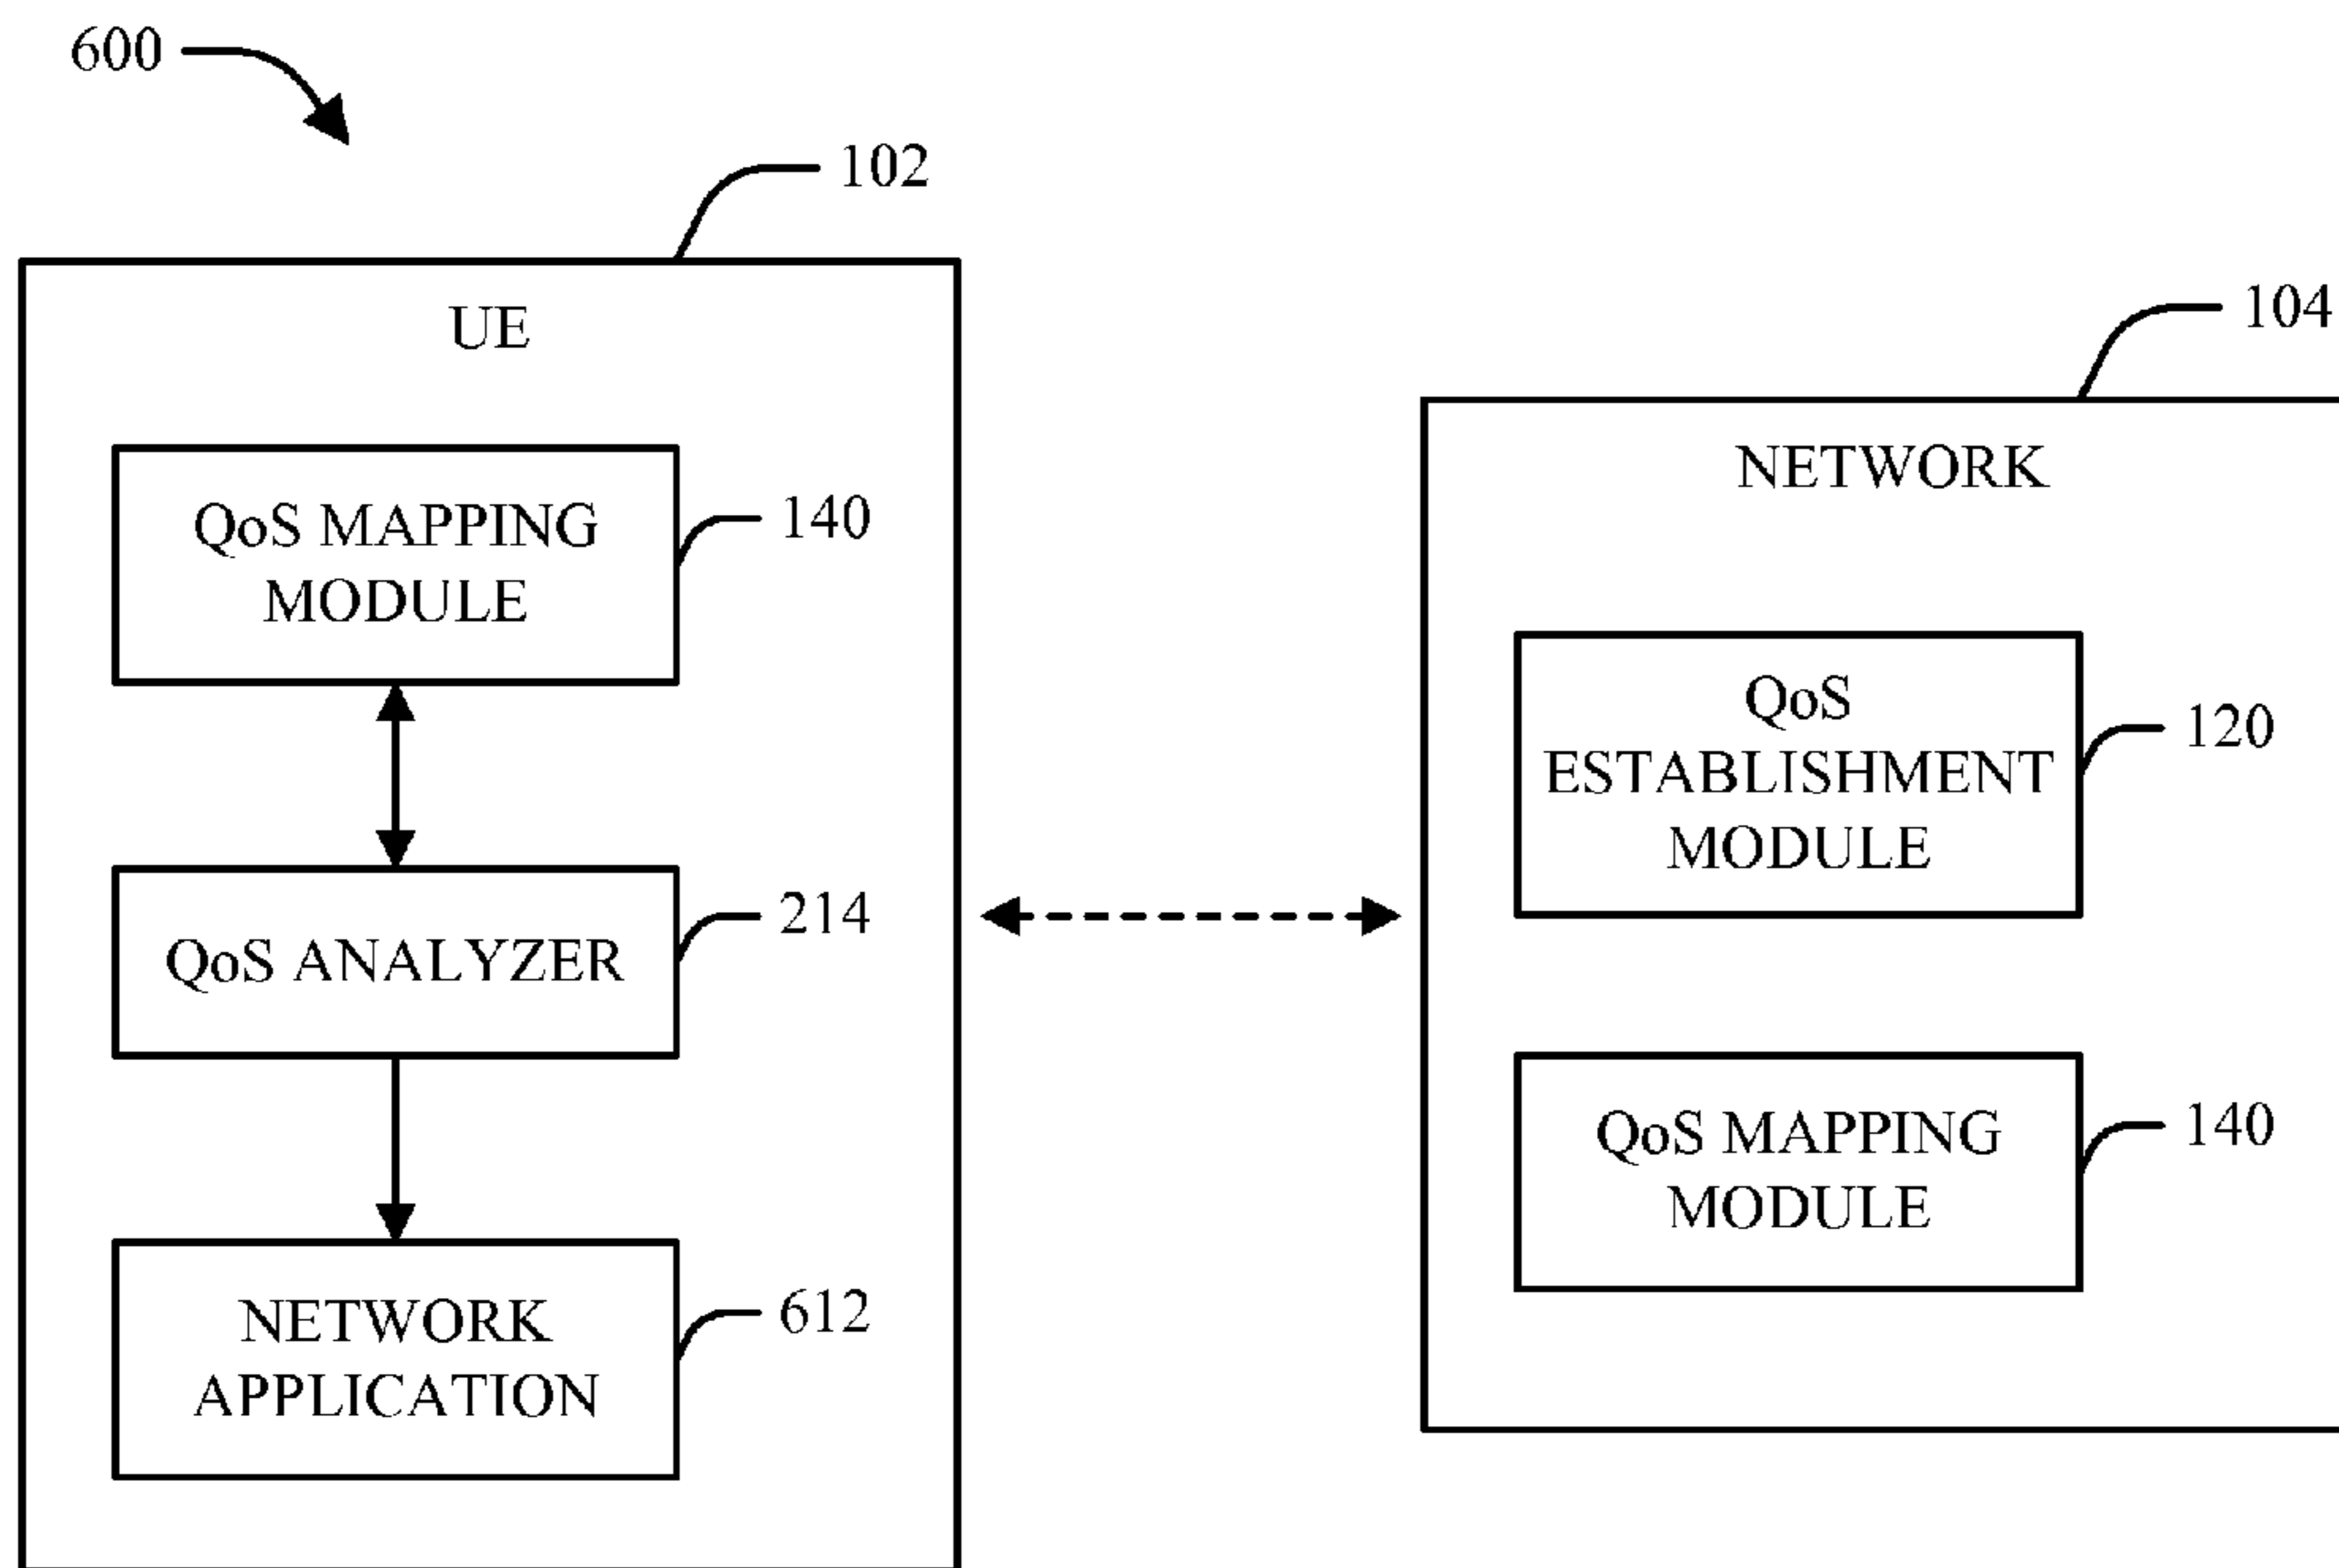 600
102
UE
104
NETWORK
QoS MAPPING
MODULE
140
QoS
ESTABLISHMENT
MODULE
120
QoS ANALYZER
214
QoS MAPPING
MODULE
140
NETWORK
APPLICATION
612